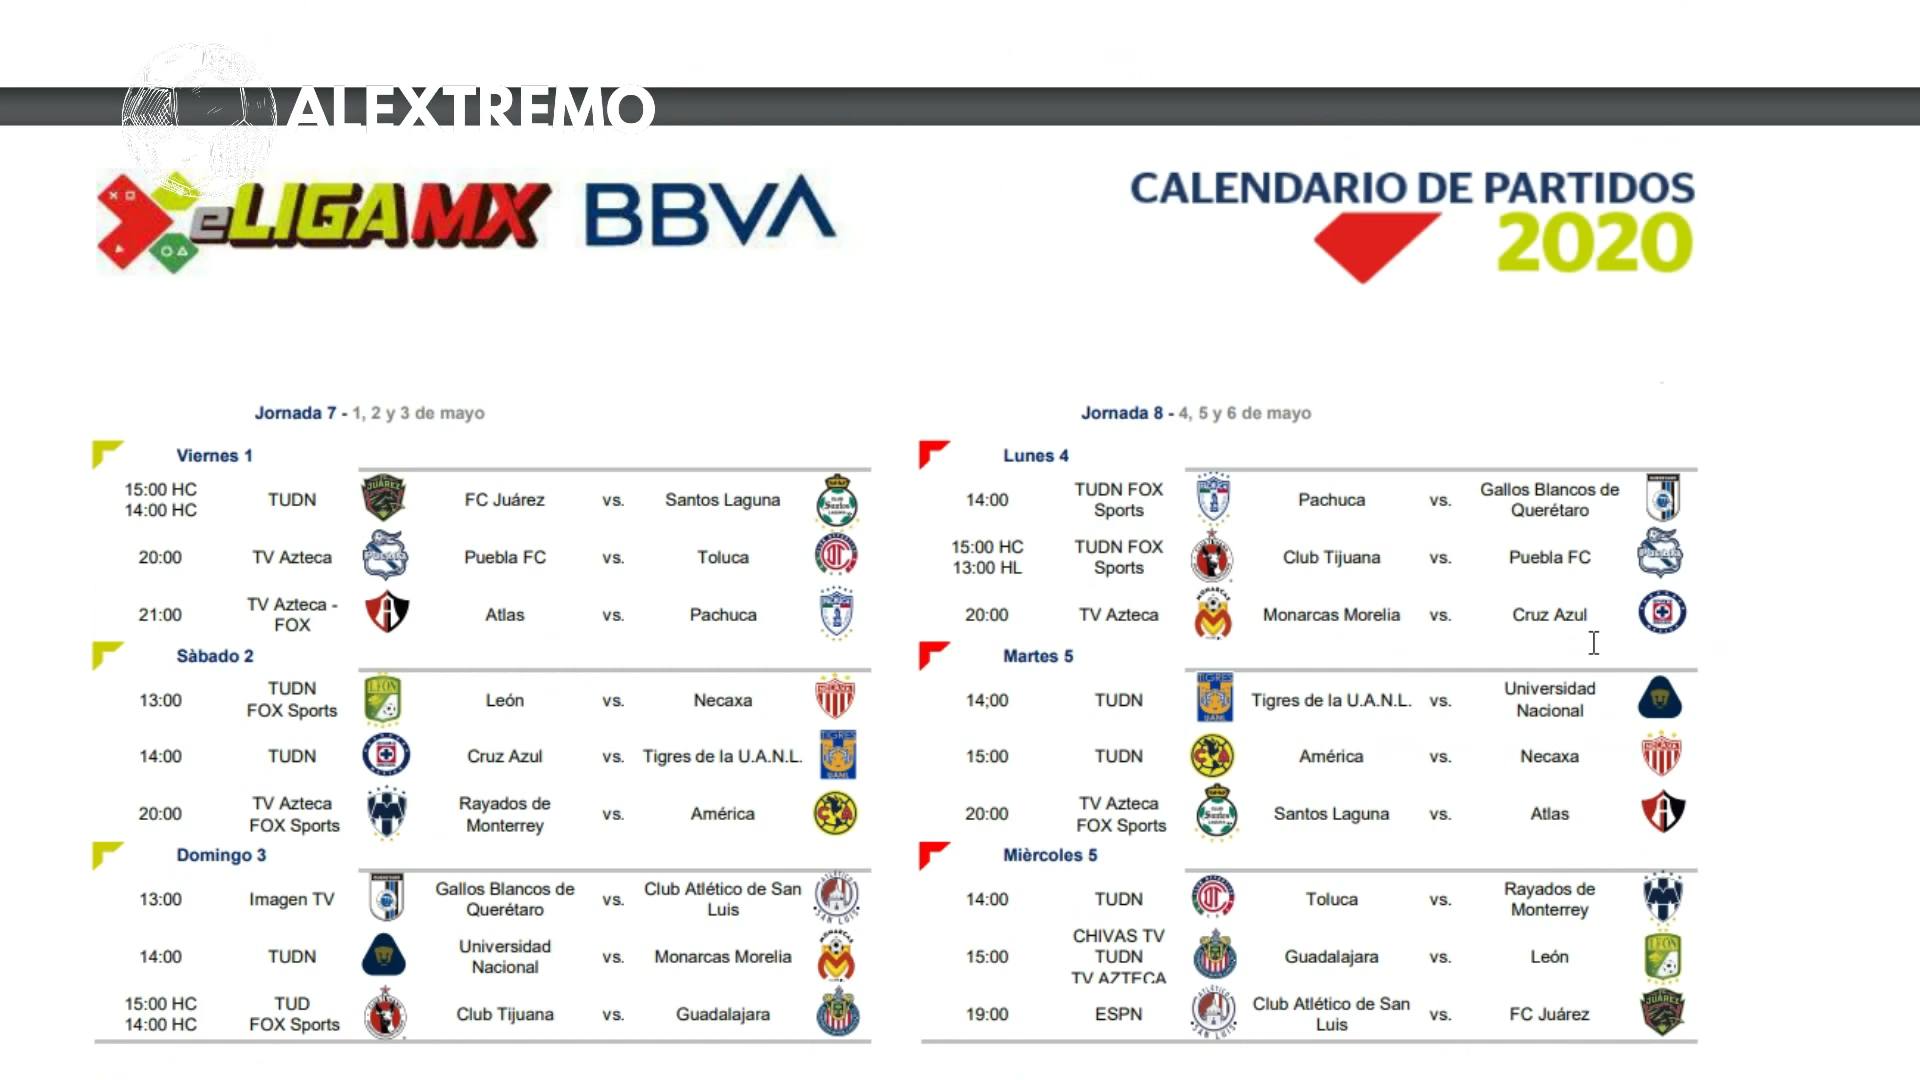 ALEXTREMO
eLIGA MX BBVA
CALENDARIO DE PARTIDOS
2020
Jornada 7 - 1, 2 y 3 de mayo
Viernes 1
15:00 HC
14:00 HC
TUDN
FC Juárez vs. Santos Laguna
20:00 TV Azteca Puebla FC vs. Toluca
21:00
TV Azteca -
FOX
Atlas vs. Pachuca
Sàbado 2
13:00
TUDN
FOX Sports
León vs. Necaxa
14:00 TUDN Cruz Azul vs. Tigres de la U.A.N.L.
20:00
TV Azteca
FOX Sports
Rayados de
Monterrey
vs. América
Domingo 3
13:00 Imagen TV
Gallos Blancos de
Querétaro
vs.
Club Atlético de San
Luis
14:00 TUDN
Universidad
Nacional
vs. Monarcas Morelia
15:00 HC
14:00 HC
TUD
FOX Sports
Club Tijuana vs. Guadalajara
Jornada 8 - 4, 5 y 6 de mayo
Lunes 4
14:00
TUDN FOX
Sports
Pachuca vs.
Gallos Blancos de
Querétaro
15:00 HC
13:00 HL
TUDN FOX
Sports
Club Tijuana vs. Puebla FC
20:00 TV Azteca Monarcas Morelia vs. Cruz Azul
Martes 5
14;00 TUDN Tigres de la U.A.N.L. vs.
Universidad
Nacional
15:00 TUDN América vs. Necaxa
20:00
TV Azteca
FOX Sports
Santos Laguna vs. Atlas
Mièrcoles 5
14:00 TUDN Toluca vs.
Rayados de
Monterrey
15:00
CHIVAS TV
TUDN
TV AZTECA
Guadalajara vs. León
19:00 ESPN
Club Atlético de San
Luis
vs. FC Juárez